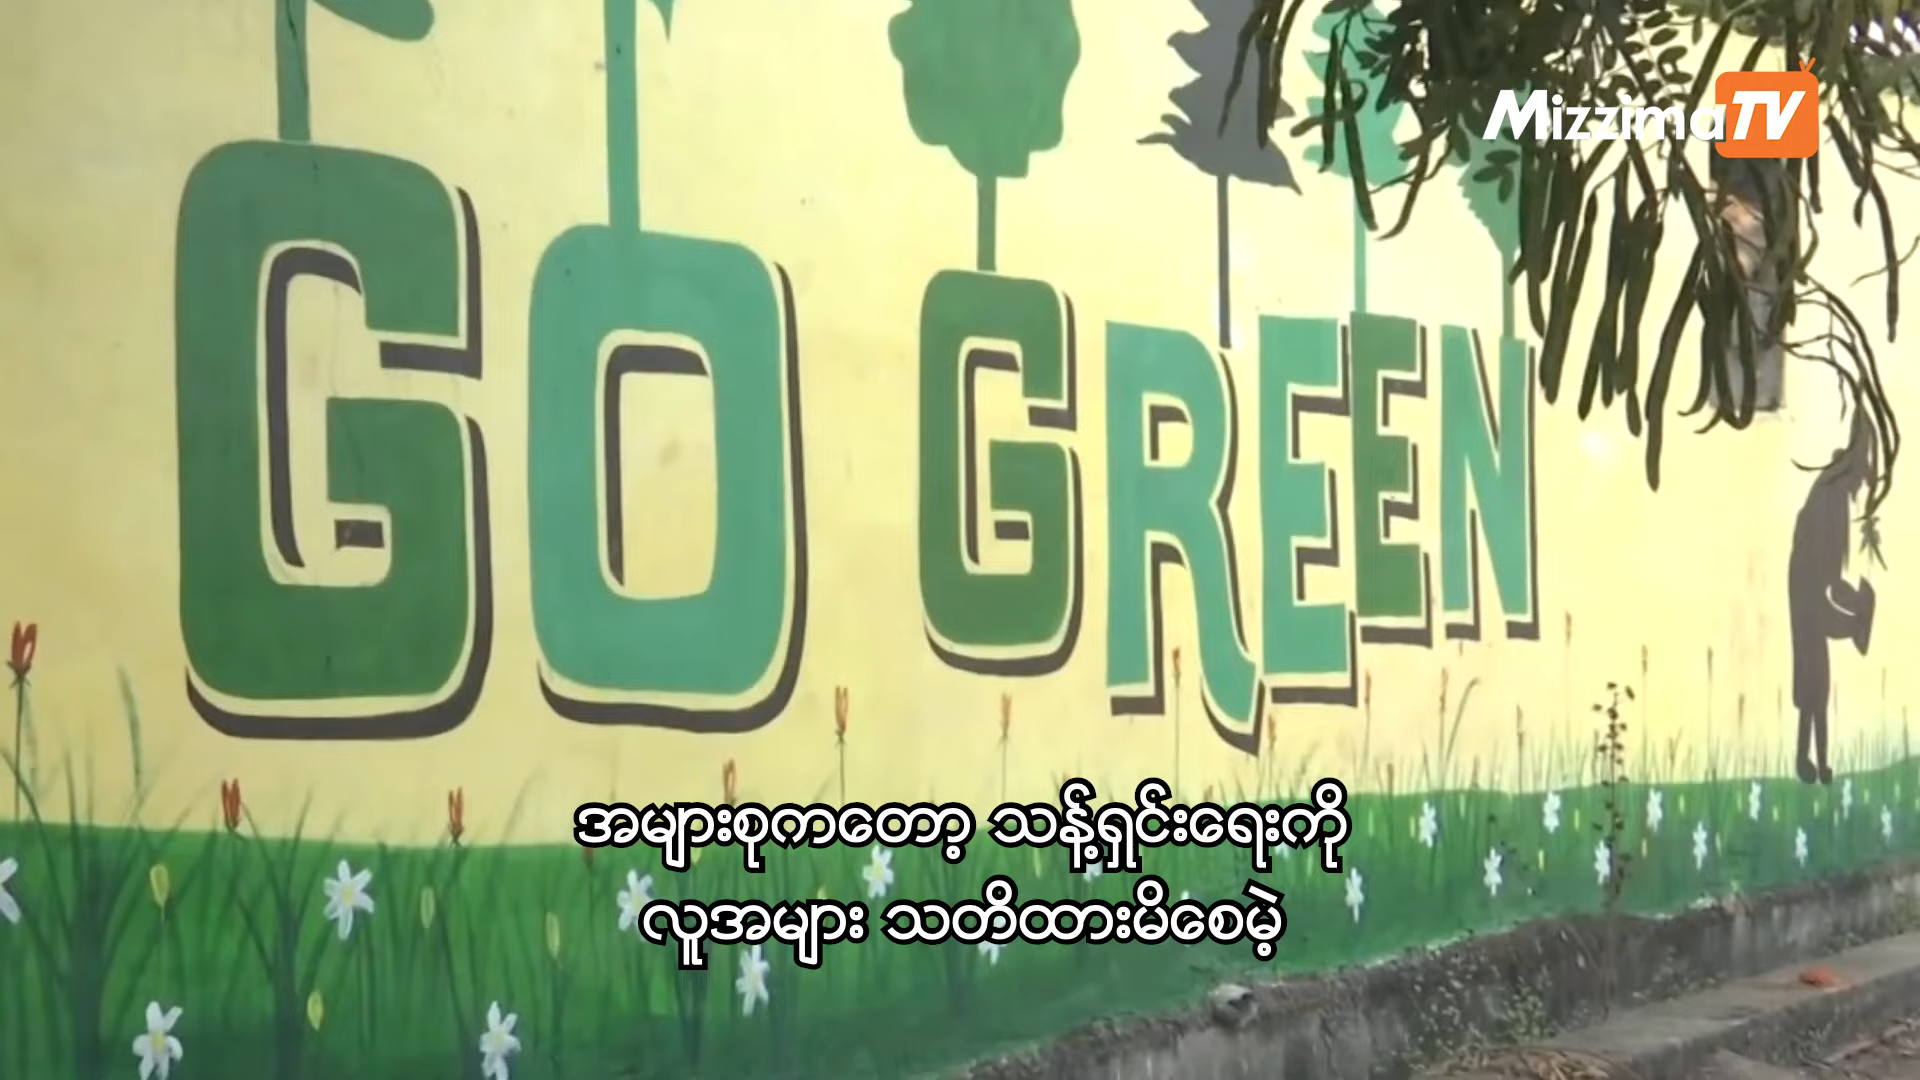 MizzimaTV
GO GREEN
အများစုကတော့ သန့်ရှင်းရေးကို
လူအများ သတိထားမိစေမဲ့